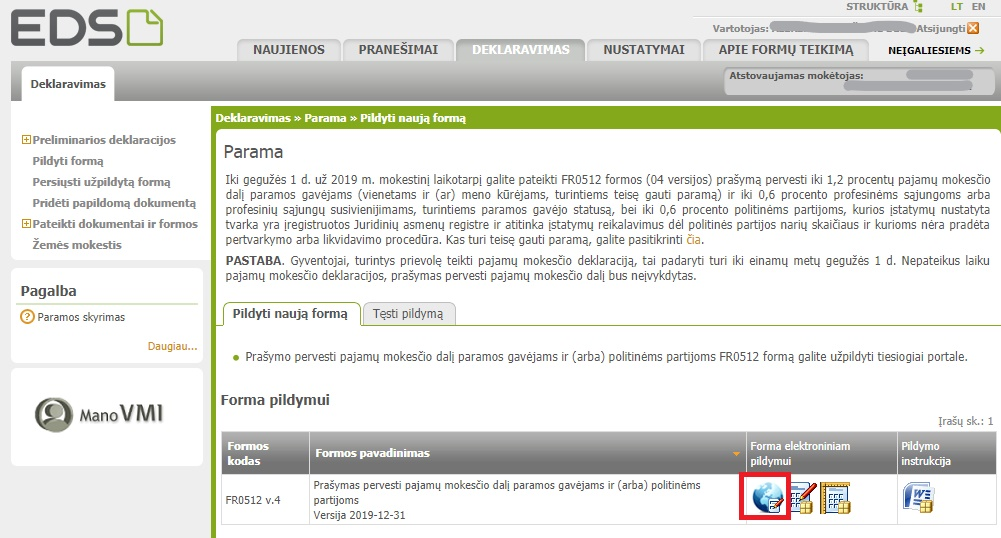 STRUKTŪRA LT EN
EDS
Vartotojas: Atsijungti
NAUJIENOS PRANEŠIMAI DEKLARAVIMAS NUSTATYMAI APIE FORMŲ TEIKIMĄ NEĮGALIESIEMS →
Deklaravimas
Atstovaujamas mokėtojas:
Preliminarios deklaracijos
Pildyti formą
Persiųsti užpildytą formą
Pridėti papildomą dokumentą
Pateikti dokumentai ir formos
Žemės mokestis
Pagalba
Paramos skyrimas
Daugiau...
Mano VMI
Deklaravimas » Parama » Pildyti naują formą
Parama
Iki gegužės 1 d. už 2019 m. mokestinį laikotarpį galite pateikti FR0512 formos (04 versijos) prašymą pervesti iki 1,2 procentų pajamų mokesčio
dalį paramos gavėjams (vienetams ir (ar) meno kūrėjams, turintiems teisę gauti paramą) ir iki 0,6 procento profesinėms sąjungoms arba
profesinių sąjungų susivienijimams, turintiems paramos gavėjo statusą, bei iki 0,6 procento politinėms partijoms, kurios įstatymų nustatyta
tvarka yra įregistruotos Juridinių asmenų registre ir atitinka įstatymų reikalavimus dėl politinės partijos narių skaičiaus ir kurioms nėra pradėta
pertvarkymo arba likvidavimo procedūra. Kas turi teisę gauti paramą, galite pasitikrinti čia.
PASTABA. Gyventojai, turintys prievolę teikti pajamų mokesčio deklaraciją, tai padaryti turi iki einamų metų gegužės 1 d. Nepateikus laiku
pajamų mokesčio deklaracijos, prašymas pervesti pajamų mokesčio dalį bus neįvykdytas.
Pildyti naują formą Tęsti pildymą
Prašymo pervesti pajamų mokesčio dalį paramos gavėjams ir (arba) politinėms partijoms FR0512 formą galite užpildyti tiesiogiai portale.
Forma pildymui
Įrašų sk.: 1
Formos
kodas
Formos pavadinimas
Forma elektroniniam
pildymui
Pildymo
instrukcija
FR0512 v.4
Prašymas pervesti pajamų mokesčio dalį paramos gavėjams ir (arba) politinėms
partijoms
Versija 2019-12-31